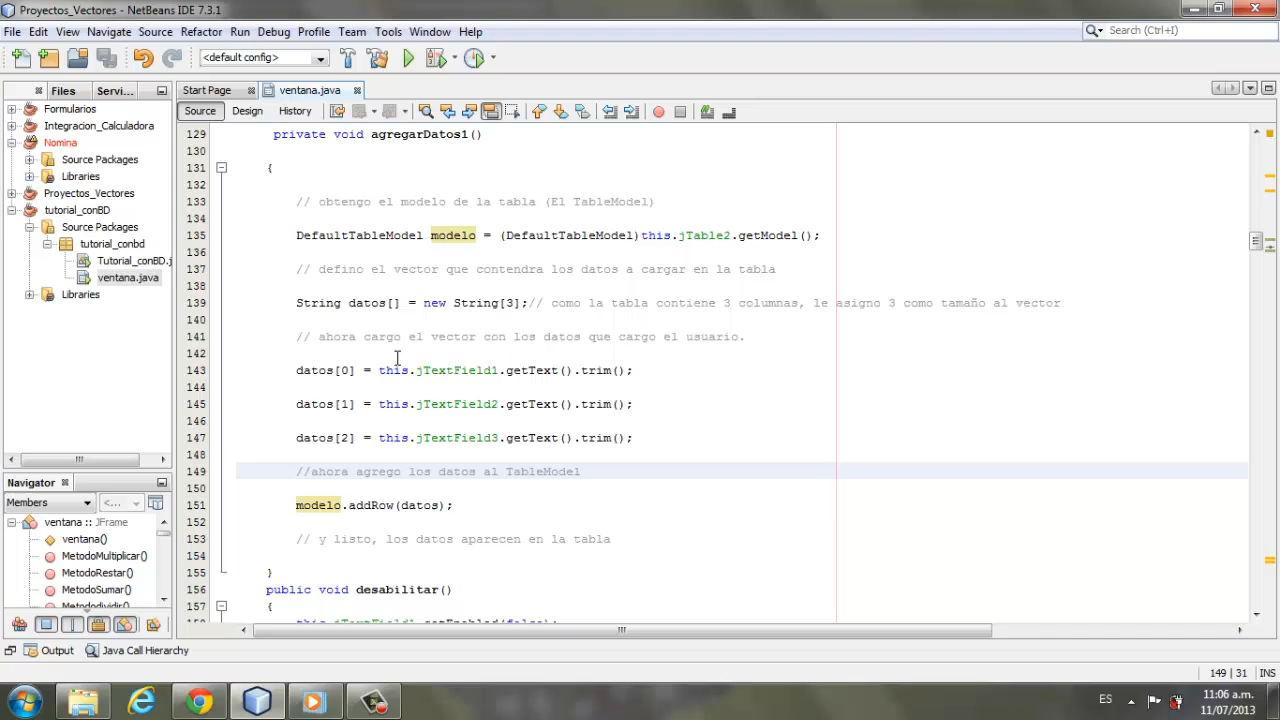 Proyectos_Vectores - NetBeans IDE 7.3.1
File Edit View Navigate Source Refactor Run Debug Profile Team Tools Window Help
Search (Ctrl+I)
<default config>
Files Servi...
Start Page ventana.java
Source Design History
Formularios
Integracion_Calculadora
Nomina
Source Packages
Libraries
Proyectos_Vectores
tutorial_conBD
Source Packages
tutorial_conbd
Tutorial_conBD.j
ventana.java
Libraries
Navigator
Members <...
ventana :: JFrame
ventana()
MetodoMultiplicar()
MetodoRestar()
MetodoSumar()
Metododividir()
129 private void agregarDatos1()
130
131 {
132
133 // obtengo el modelo de la tabla (El TableModel)
134
135 DefaultTableModel modelo = (DefaultTableModel)this.jTable2.getModel();
136
137 // defino el vector que contendra los datos a cargar en la tabla
138
139 String datos[] = new String[3];// como la tabla contiene 3 columnas, le asigno 3 como tamaño al vector
140
141 // ahora cargo el vector con los datos que cargo el usuario.
142
143 datos[0] = this.jTextField1.getText().trim();
144
145 datos[1] = this.jTextField2.getText().trim();
146
147 datos[2] = this.jTextField3.getText().trim();
148
149 //ahora agrego los datos al TableModel
150
151 modelo.addRow(datos);
152
153 // y listo, los datos aparecen en la tabla
154
155 }
156 public void desabilitar()
157 {
this.jTextField1.setEnabled(false);
Output Java Call Hierarchy
149 | 31 INS
ES
11:06 a.m.
11/07/2013